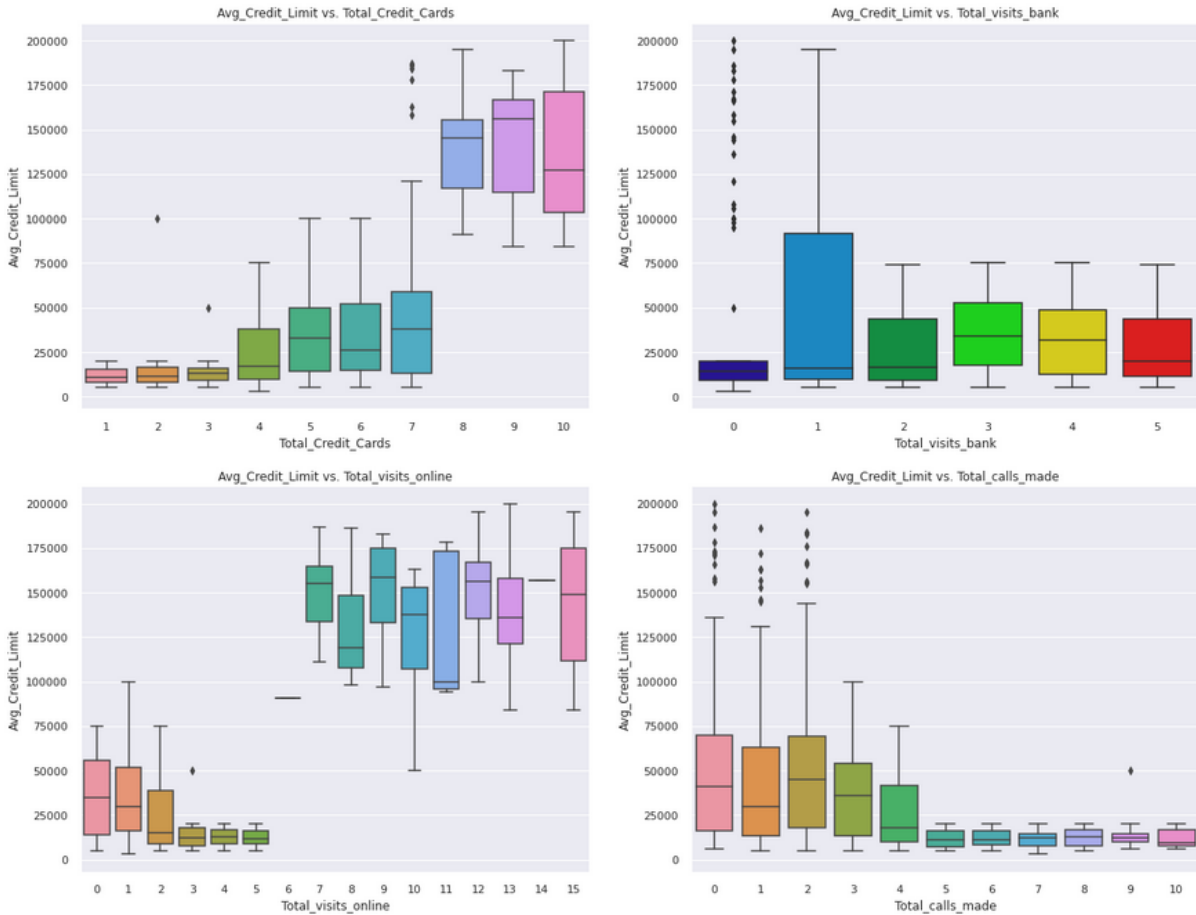 Avg_Credit_Limit vs. Total_Credit_Cards
200000
175000
150000
125000
100000
75000
50000
25000
0
Avg_Credit_Limit
1 2 3 4 5 6 7 8 9 10
Total_Credit_Cards
Avg_Credit_Limit vs. Total_visits_bank
200000
175000
150000
125000
100000
75000
50000
25000
0
Avg_Credit_Limit
0 1 2 3 4 5
Total_visits_bank
Avg_Credit_Limit vs. Total_visits_online
200000
175000
150000
125000
100000
75000
50000
25000
0
Avg_Credit_Limit
0 1 2 3 4 5 6 7 8 9 10 11 12 13 14 15
Total_visits_online
Avg_Credit_Limit vs. Total_calls_made
200000
175000
150000
125000
100000
75000
50000
25000
0
Avg_Credit_Limit
0 1 2 3 4 5 6 7 8 9 10
Total_calls_made